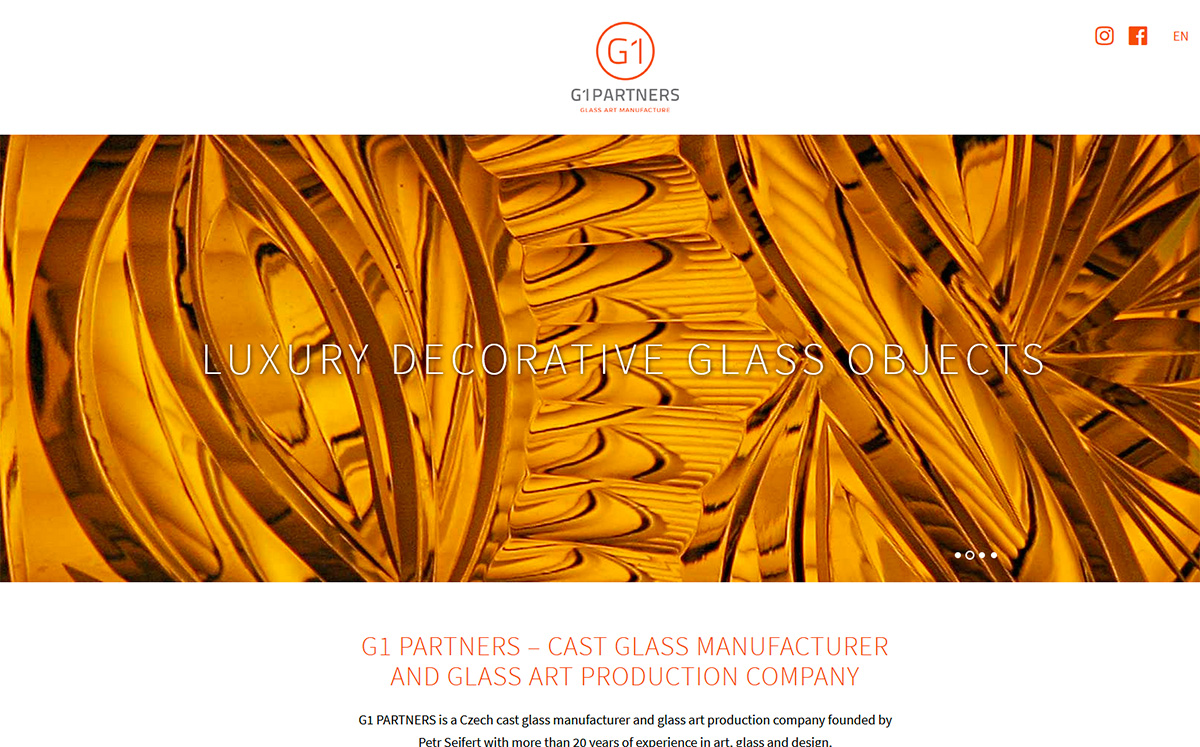 G1
EN
G1PARTNERS
GLASS ART MANUFACTURE
LUXURY DECORATIVE GLASS OBJECTS
G1 PARTNERS – CAST GLASS MANUFACTURER
AND GLASS ART PRODUCTION COMPANY
G1 PARTNERS is a Czech cast glass manufacturer and glass art production company founded by
Petr Seifert with more than 20 years of experience in art, glass and design.